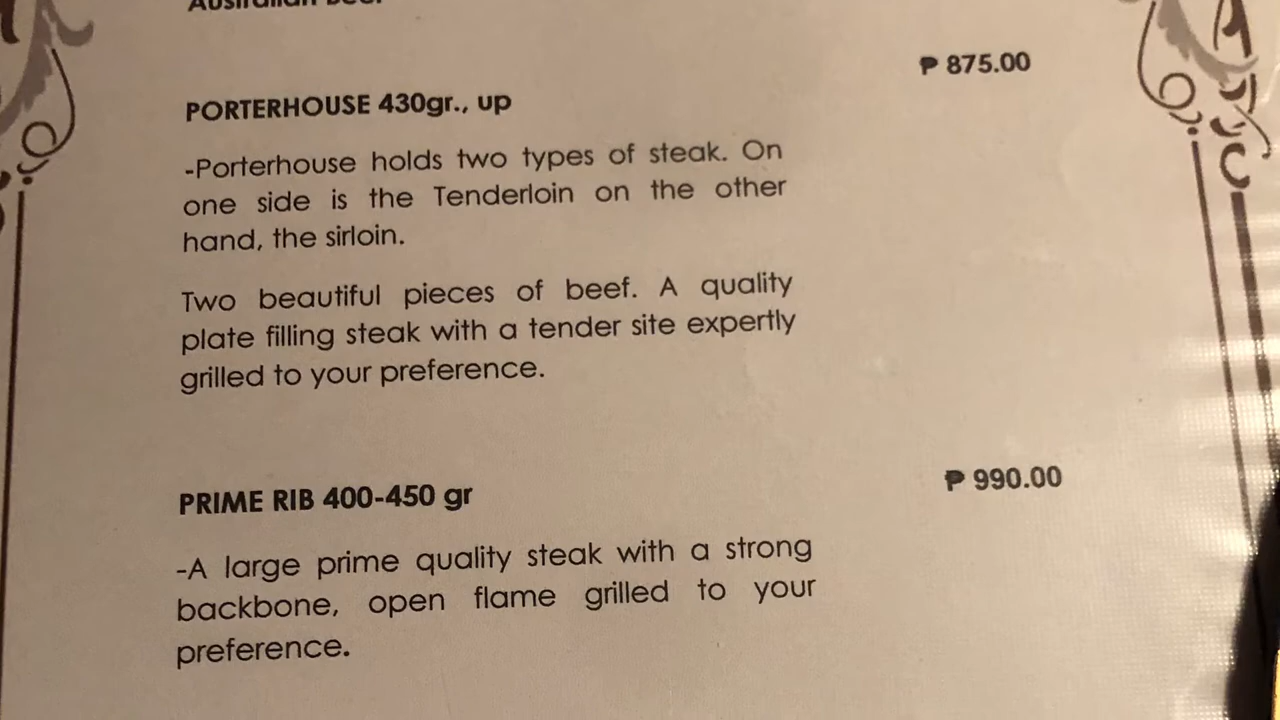 Australian Beef
₱ 875.00
PORTERHOUSE 430gr., up
-Porterhouse holds two types of steak. On
one side is the Tenderloin on the other
hand, the sirloin.
Two beautiful pieces of beef. A quality
plate filling steak with a tender site expertly
grilled to your preference.
₱ 990.00
PRIME RIB 400-450 gr
-A large prime quality steak with a strong
backbone, open flame grilled to your
preference.